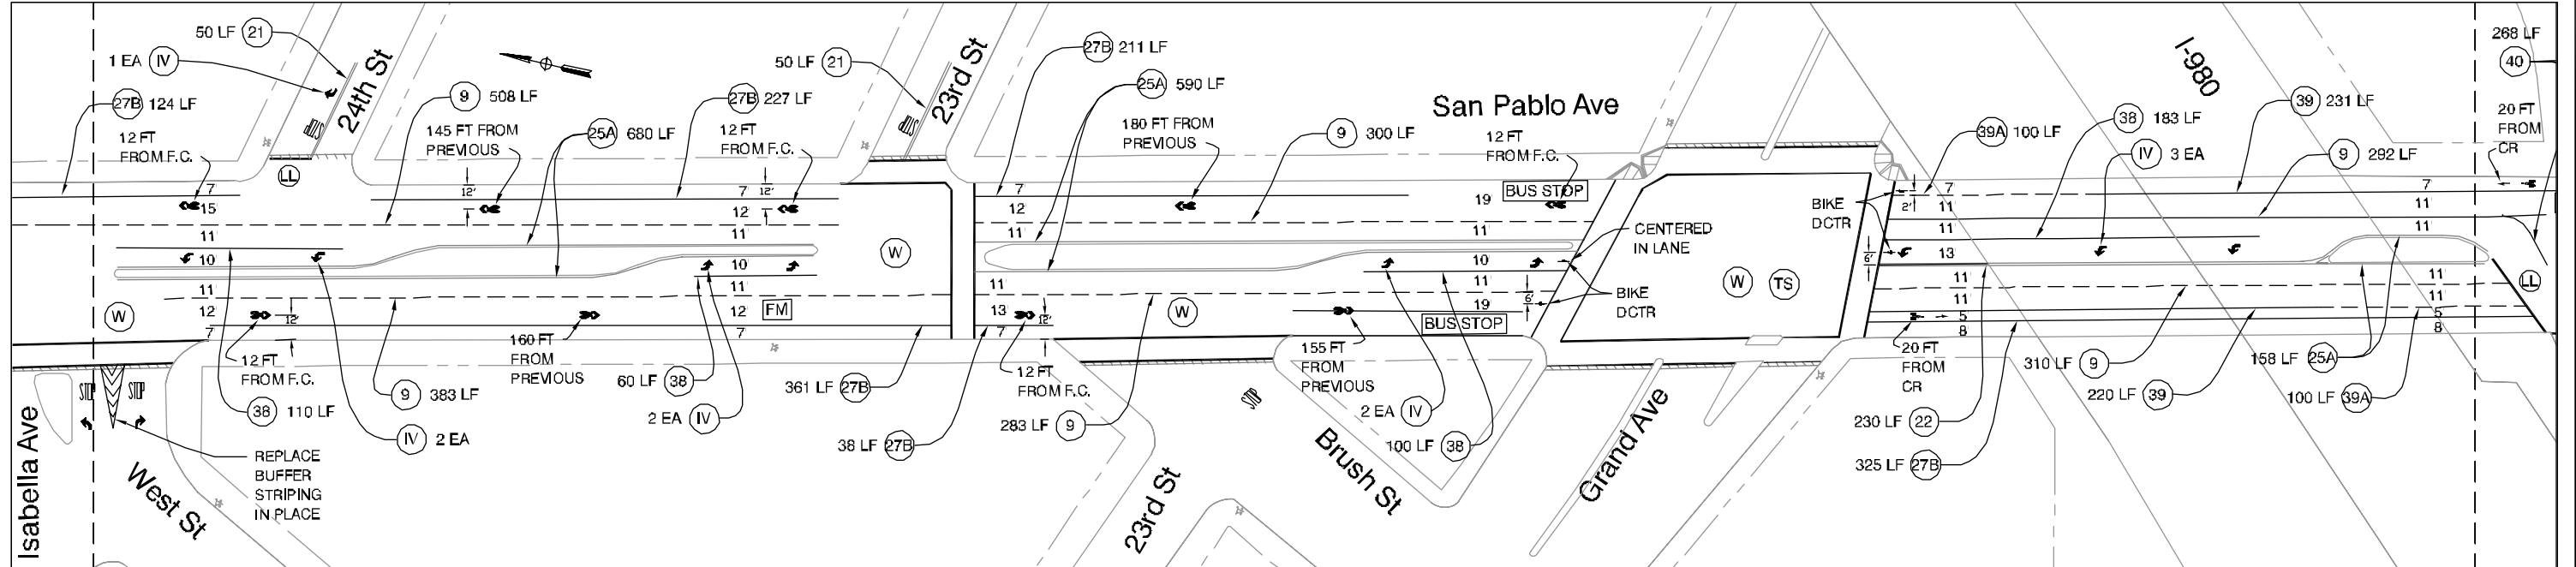 50 LF 21
1 EA IV
27B 124 LF
12 FT
FROM F.C.
24th St
9 508 LF
145 FT FROM
PREVIOUS
25A 680 LF
27B 227 LF
12 FT
FROM F.C.
50 LF 21
23rd St
27B 211 LF
25A 590 LF
180 FT FROM
PREVIOUS
9 300 LF
San Pablo Ave
12 FT
FROM F.C.
BUS STOP
I-980
39A 100 LF
38 183 LF
IV 3 EA
39 231 LF
9 292 LF
268 LF
40
20 FT
FROM
CR
STOP
LL
STOP
7
15
11
10
11
12
7
12'
12'
7
12'
12
11
10
11
12
7
FM
W
W
7
12
11
11
13
7
12'
W
19
11
10
11
19
6'
BUS STOP
CENTERED
IN LANE
BIKE
DCTR
W
TS
BIKE
DCTR
6'
7
2'
11
11
13
11
11
5
8
7
11
11
11
11
5
8
LL
Isabella Ave
STOP
STOP
West St
REPLACE
BUFFER
STRIPING
IN PLACE
12 FT
FROM F.C.
38 110 LF
IV 2 EA
9 383 LF
160 FT
FROM
PREVIOUS
60 LF 38
2 EA IV
361 LF 27B
38 LF 27B
12 FT
FROM F.C.
283 LF 9
23rd St
STOP
155 FT
FROM
PREVIOUS
2 EA IV
100 LF 38
Brush St
Grand Ave
20 FT
FROM
CR
230 LF 22
325 LF 27B
310 LF 9
220 LF 39
158 LF 25A
100 LF 39A